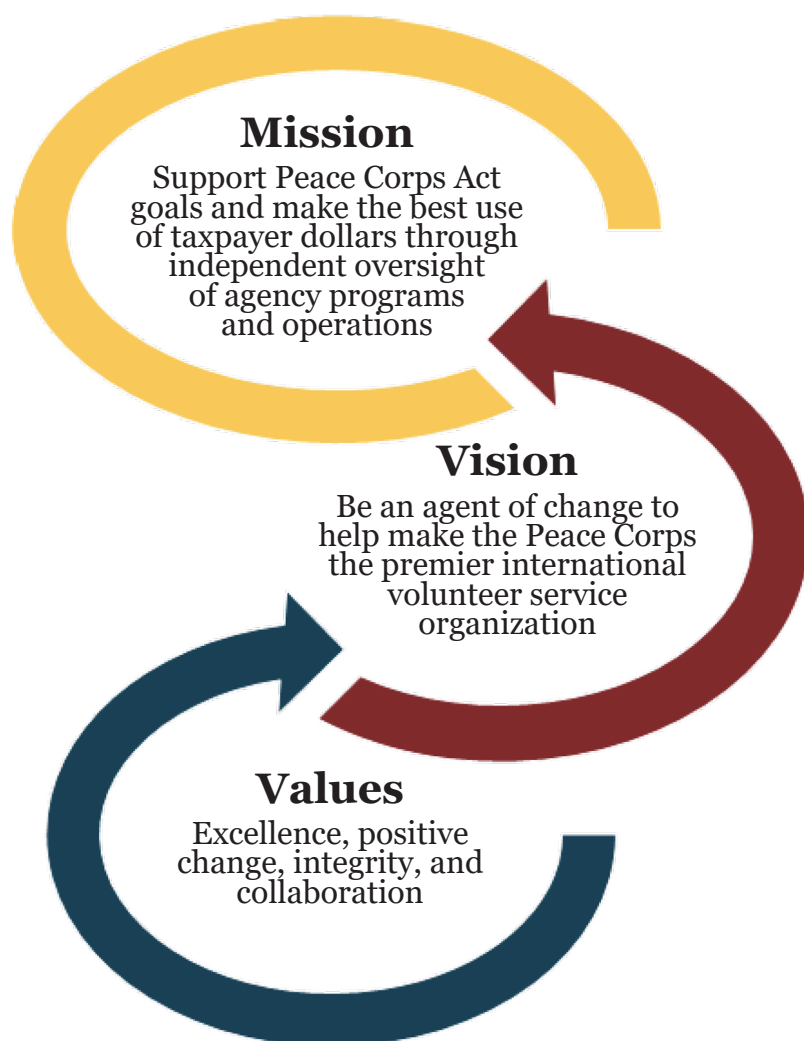 Mission
Support Peace Corps Act
goals and make the best use
of taxpayer dollars through
independent oversight
of agency programs
and operations
Vision
Be an agent of change to
help make the Peace Corps
the premier international
volunteer service
organization
Values
Excellence, positive
change, integrity, and
collaboration